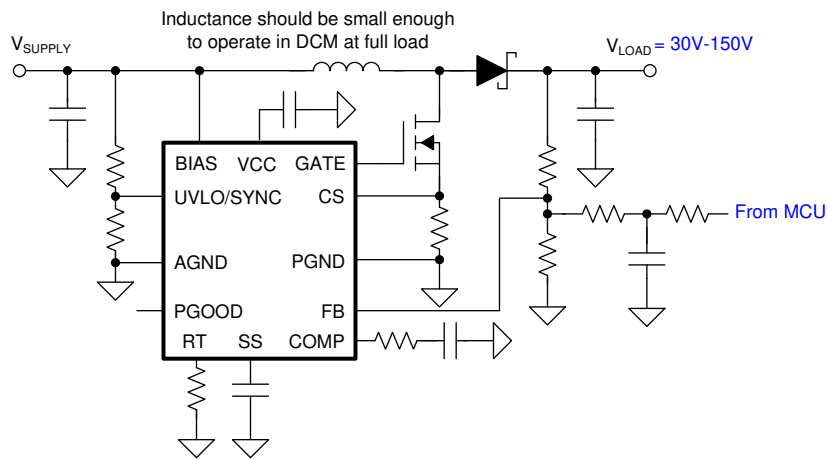 Inductance should be small enough
to operate in DCM at full load
VSUPPLY
VLOAD = 30V-150V
BIAS VCC GATE
UVLO/SYNC CS
AGND PGND
PGOOD FB
RT SS COMP
From MCU